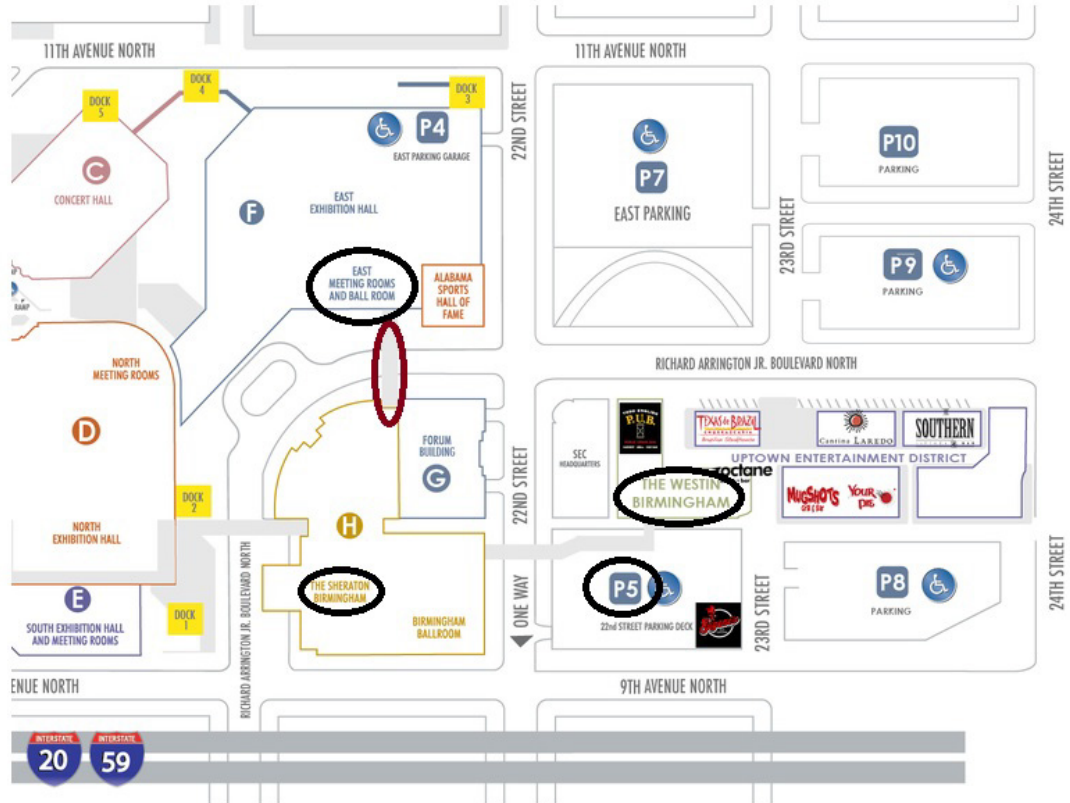 11TH AVENUE NORTH
11TH AVENUE NORTH
DOCK
5
DOCK
4
DOCK
3
C
CONCERT HALL
P4
EAST PARKING GARAGE
F
EAST
EXHIBITION HALL
22ND STREET
P7
EAST PARKING
23RD STREET
P10
PARKING
24TH STREET
P9
PARKING
EAST
MEETING ROOMS
AND BALL ROOM
ALABAMA
SPORTS
HALL OF
FAME
RAMP
NORTH
MEETING ROOMS
D
RICHARD ARRINGTON JR. BOULEVARD NORTH
P.U.B.
TEXAS de BRAZIL
Cantina LAREDO
SOUTHERN
UPTOWN ENTERTAINMENT DISTRICT
SEC
HEADQUARTERS
octane
THE WESTIN
BIRMINGHAM
MUGSHOTS
YOUR
PIE
FORUM
BUILDING
G
22ND STREET
DOCK
2
NORTH
EXHIBITION HALL
H
THE SHERATON
BIRMINGHAM
BIRMINGHAM
BALLROOM
E
SOUTH EXHIBITION HALL
AND MEETING ROOMS
DOCK
1
RICHARD ARRINGTON JR. BOULEVARD NORTH
ONE WAY
P5
22nd STREET PARKING DECK
23RD STREET
P8
PARKING
24TH STREET
ENUE NORTH
9TH AVENUE NORTH
INTERSTATE
20
INTERSTATE
59